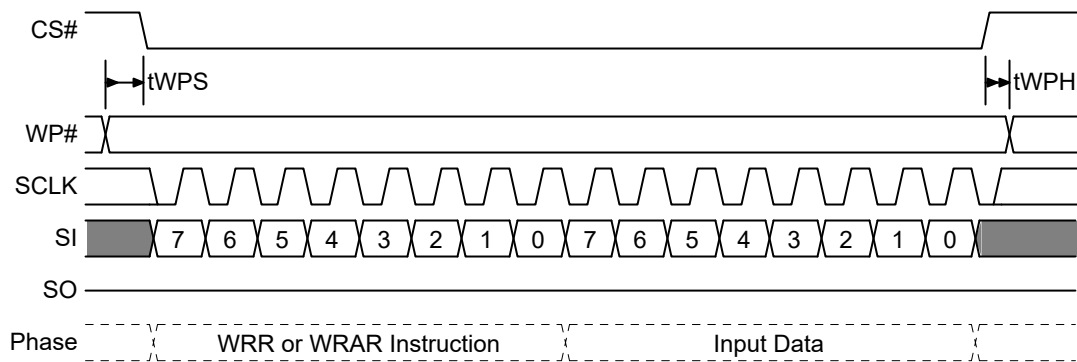 CS#
tWPS tWPH
WP#
SCLK
SI 7 6 5 4 3 2 1 0 7 6 5 4 3 2 1 0
SO
Phase WRR or WRAR Instruction Input Data